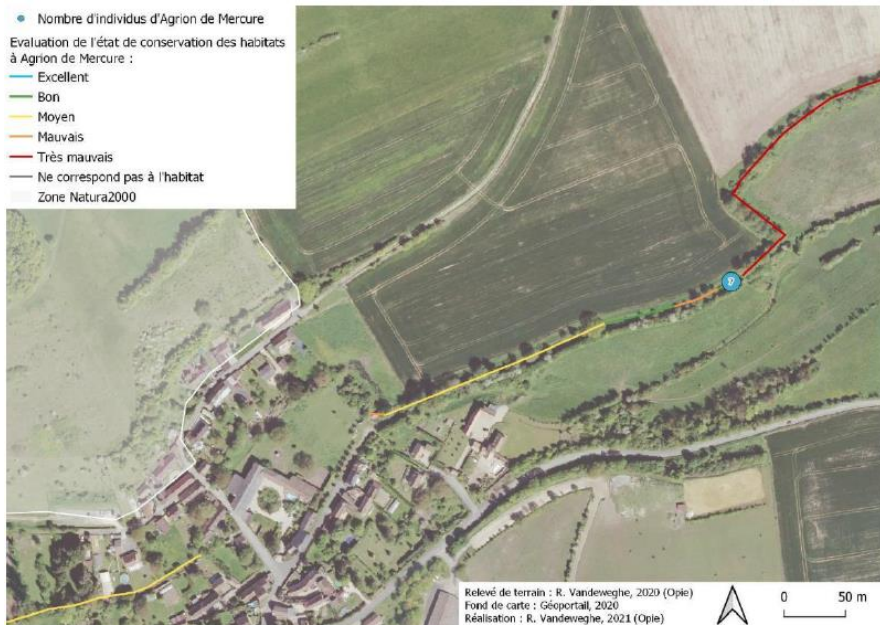 Nombre d'individus d'Agrion de Mercure
Evaluation de l'état de conservation des habitats
à Agrion de Mercure :
Excellent
Bon
Moyen
Mauvais
Très mauvais
Ne correspond pas à l'habitat
Zone Natura2000
Relevé de terrain : R. Vandeweghe, 2020 (Opie)
Fond de carte : Géoportail, 2020
Réalisation : R. Vandeweghe, 2021 (Opie)
0 50 m